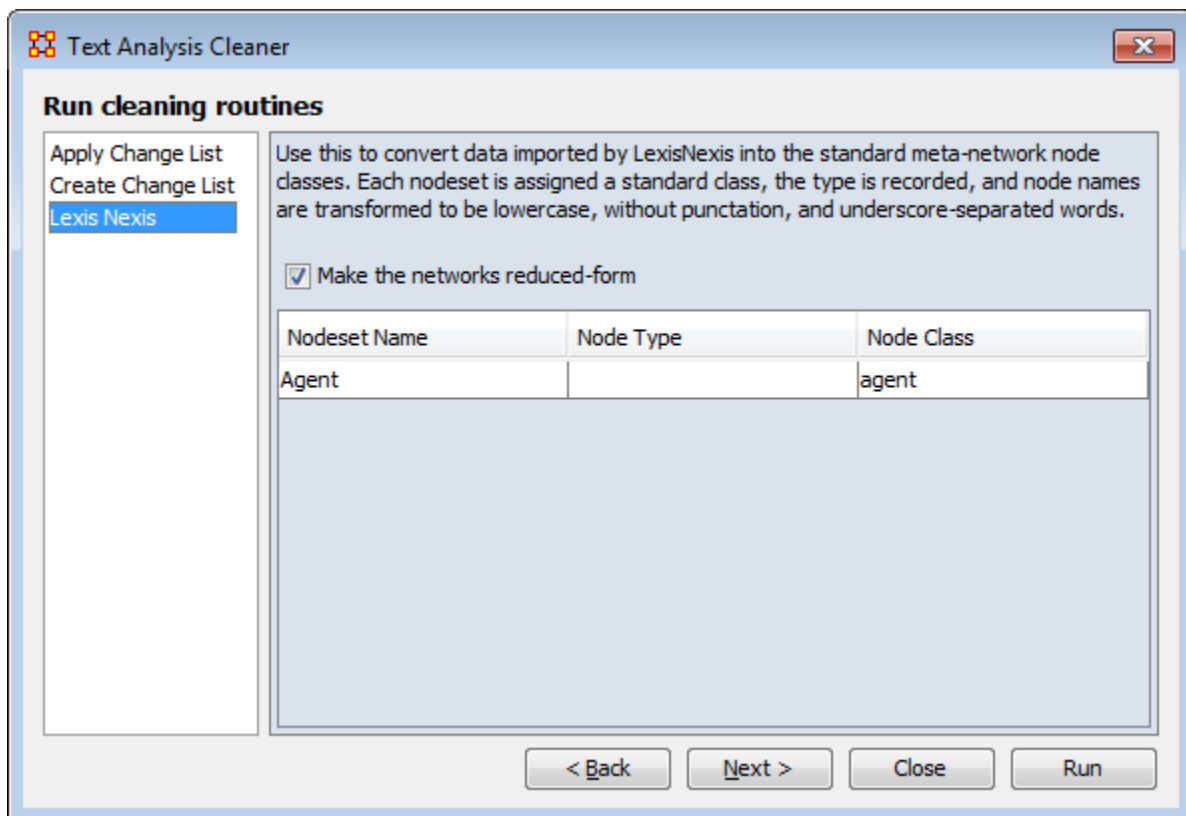 Text Analysis Cleaner
Run cleaning routines
Apply Change List
Create Change List
Lexis Nexis
Use this to convert data imported by LexisNexis into the standard meta-network node
classes. Each nodeset is assigned a standard class, the type is recorded, and node names
are transformed to be lowercase, without punctation, and underscore-separated words.
Make the networks reduced-form
Nodeset Name Node Type Node Class
Agent agent
< Back Next > Close Run